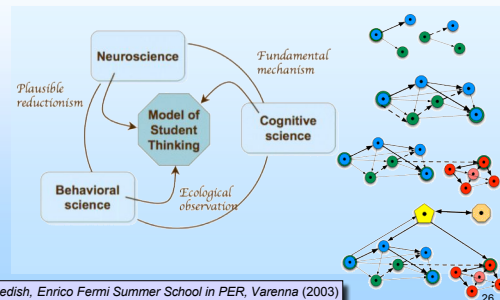 Neuroscience
Fundamental
mechanism
Plausible
reductionism
Model of
Student
Thinking
Cognitive
science
Behavioral
science
Ecological
observation
edish, Enrico Fermi Summer School in PER, Varenna (2003)
26